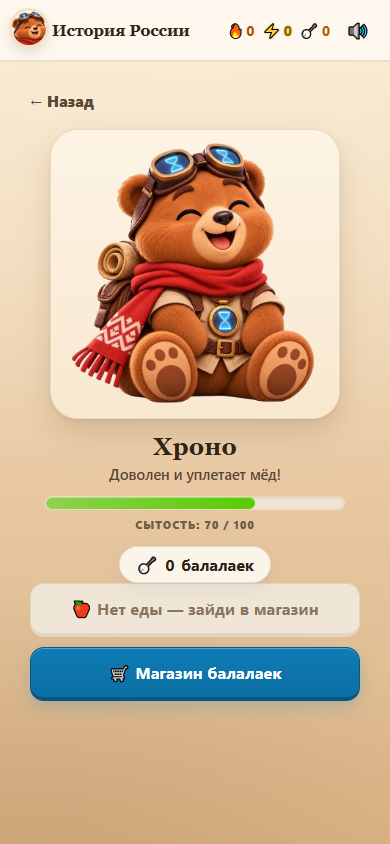 История России 0 0 0
← Назад
Хроно
Доволен и уплетает мёд!
СЫТОСТЬ: 70 / 100
0 балалаек
Нет еды — зайди в магазин
Магазин балалаек